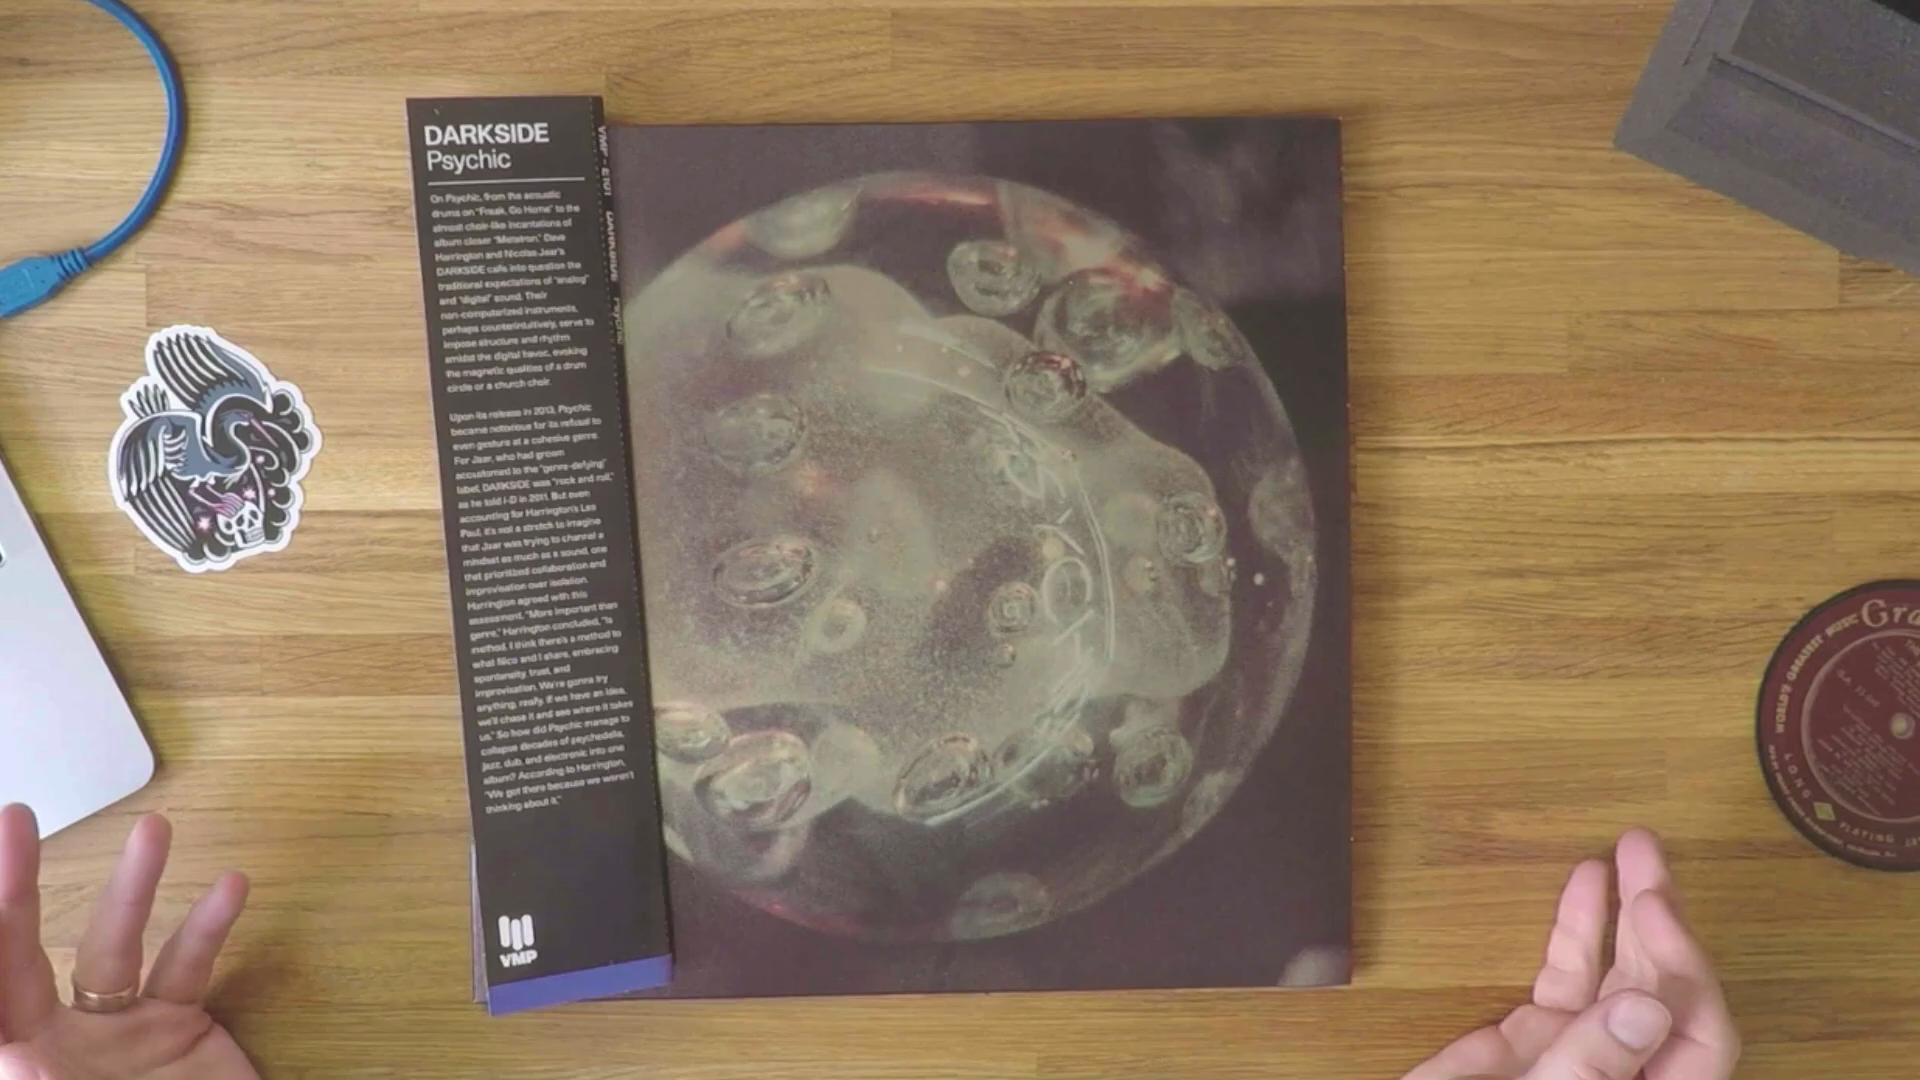 DARKSIDE
Psychic
On Psychic, from the acoustic
drums on "Freak, Go Home" to the
almost choir-like incantations of
album closer "Metatron," Dave
Harrington and Nicolas Jaar's
DARKSIDE calls into question the
traditional expectations of "analog"
and "digital" sound. Their
non-computerized instruments,
perhaps counterintuitively, serve to
impose structure and rhythm
amidst the digital havoc, evoking
the magnetic qualities of a drum
circle or a church choir.
Upon its release in 2013, Psychic
became notorious for its refusal to
even gesture at a cohesive genre.
For Jaar, who had grown
accustomed to the "genre-defying"
label, DARKSIDE was "rock and roll,"
as he told i-D in 2011. But even
accounting for Harrington's Les
Paul, it's not a stretch to imagine
that Jaar was trying to channel a
mindset as much as a sound, one
that prioritized collaboration and
improvisation over isolation.
Harrington agreed with this
assessment. "More important than
genre," Harrington concluded, "is
method. I think there's a method to
what Nico and I share, embracing
spontaneity, trust, and
improvisation. We're gonna try
anything, really. If we have an idea,
we'll chase it and see where it takes
us." So how did Psychic manage to
collapse decades of psychedelia,
jazz, dub, and electronic into one
album? According to Harrington,
"We got there because we weren't
thinking about it."
VMP
DARKSIDE Psychic
WORLD'S GREATEST MUSIC
Gra
LONG
PLAYING